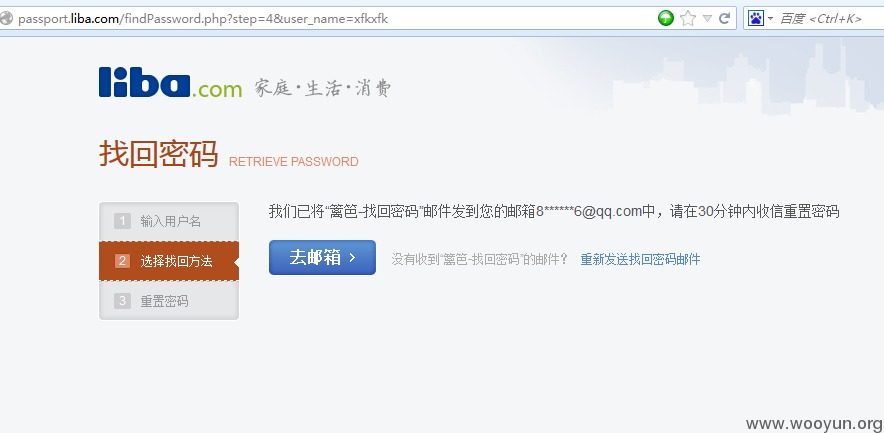 passport.liba.com/findPassword.php?step=4&user_name=xfkxfk
百度 <Ctrl+K>
liba.com 家庭·生活·消费
找回密码 RETRIEVE PASSWORD
1 输入用户名
2 选择找回方法
3 重置密码
我们已将“篱笆-找回密码”邮件发到您的邮箱8******6@qq.com中，请在30分钟内收信重置密码
去邮箱 ›
没有收到“篱笆-找回密码”的邮件？ 重新发送找回密码邮件
www.wooyun.org